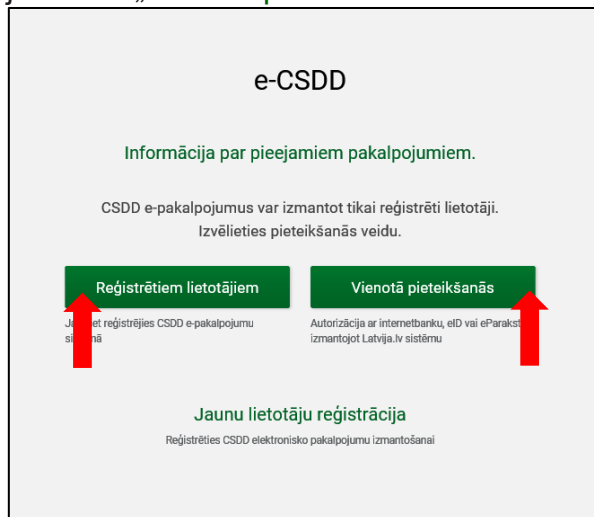 e-CSDD
Informācija par pieejamiem pakalpojumiem.
CSDD e-pakalpojumus var izmantot tikai reģistrēti lietotāji.
Izvēlieties pieteikšanās veidu.
Reģistrētiem lietotājiem
Vienotā pieteikšanās
reģistrējies CSDD e-pakalpojumu
Autorizācija ar internetbanku, eID vai
izmantojot Latvija.lv sistēmu
Jaunu lietotāju reģistrācija
Reģistrēties CSDD elektronisko pakalpojumu izmantošanai